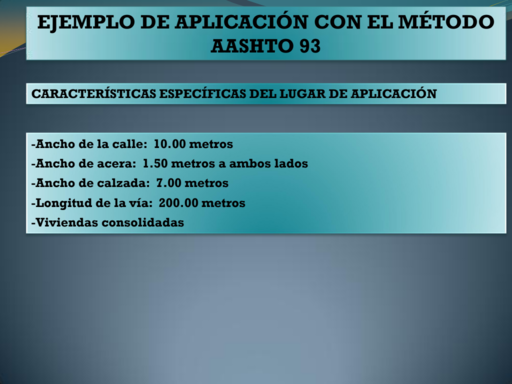 EJEMPLO DE APLICACIÓN CON EL MÉTODO
AASHTO 93
CARACTERÍSTICAS ESPECÍFICAS DEL LUGAR DE APLICACIÓN
-Ancho de la calle: 10.00 metros
-Ancho de acera: 1.50 metros a ambos lados
-Ancho de calzada: 7.00 metros
-Longitud de la vía: 200.00 metros
-Viviendas consolidadas